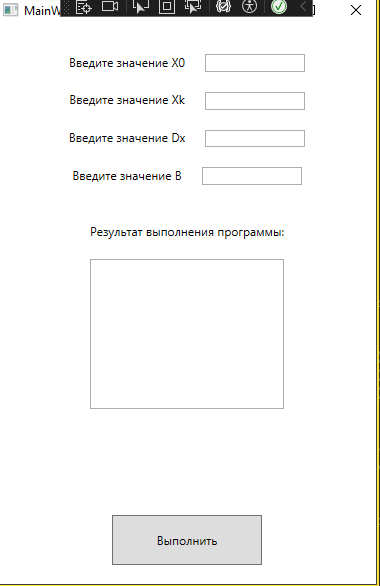 MainW
Введите значение X0
Введите значение Xk
Введите значение Dx
Введите значение B
Результат выполнения программы:
Выполнить